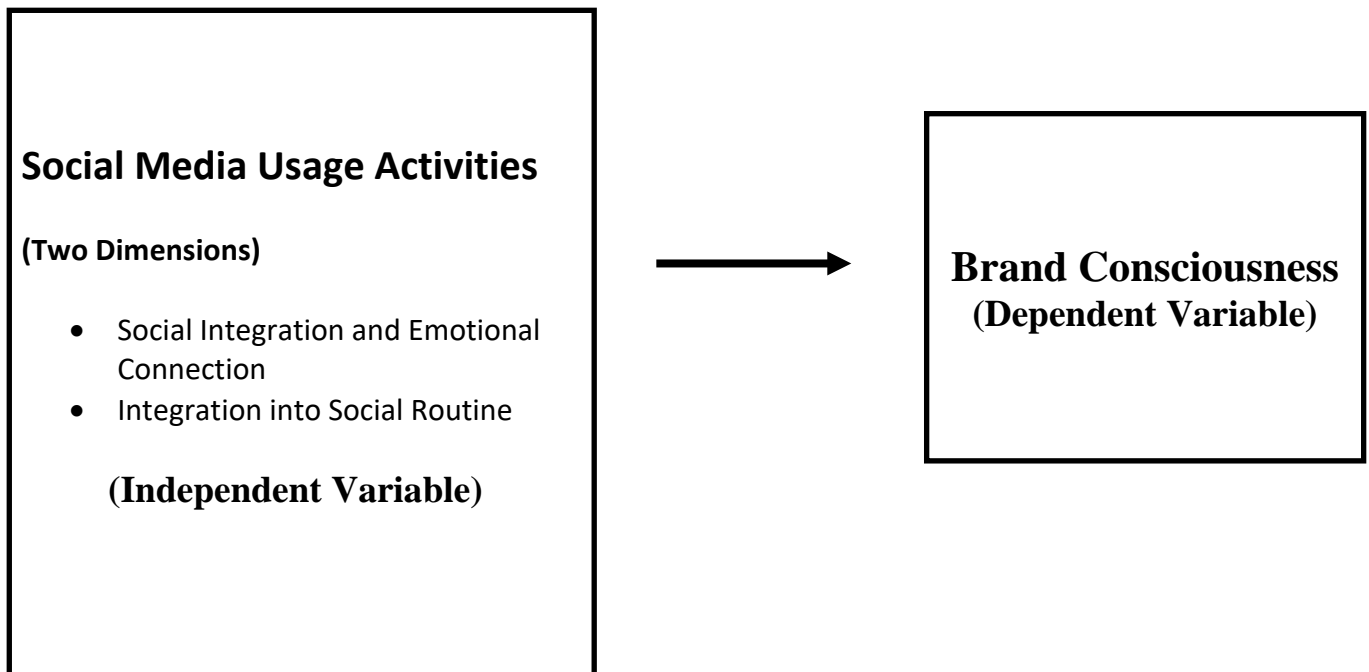 Social Media Usage Activities
(Two Dimensions)
• Social Integration and Emotional
Connection
• Integration into Social Routine
(Independent Variable)
Brand Consciousness
(Dependent Variable)